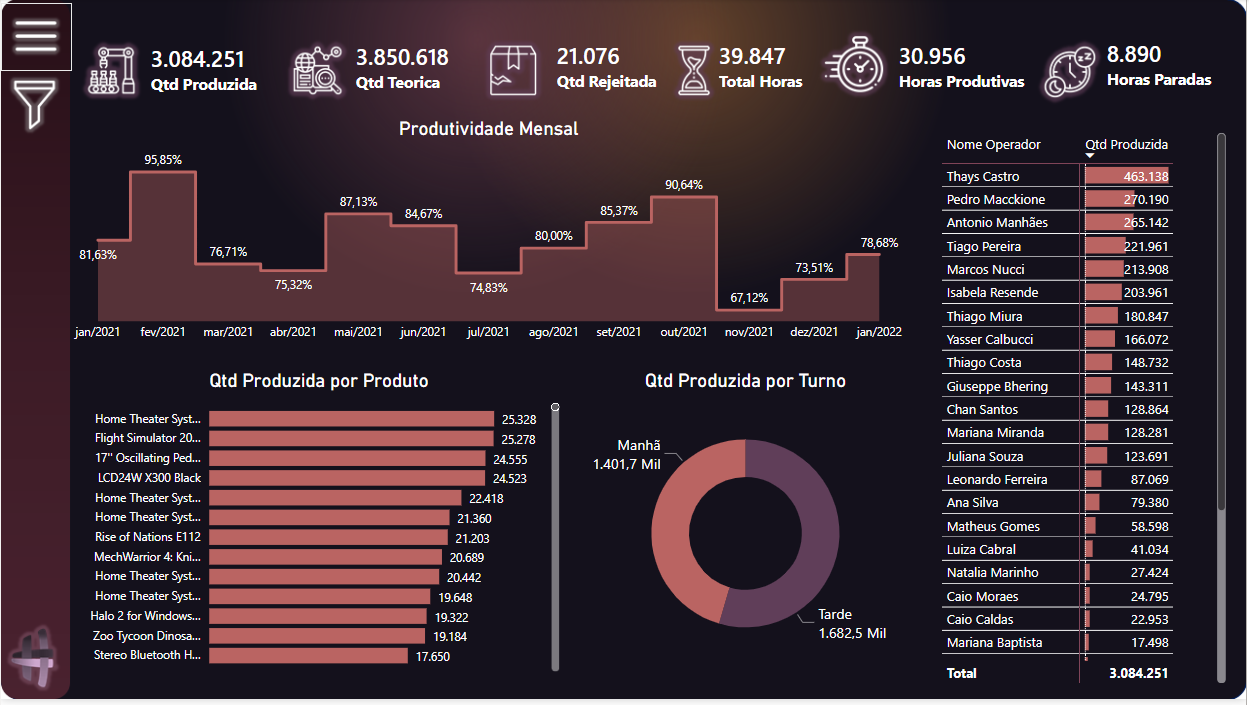 3.084.251
Qtd Produzida
3.850.618
Qtd Teorica
21.076
Qtd Rejeitada
39.847
Total Horas
30.956
Horas Produtivas
8.890
Horas Paradas
Produtividade Mensal
81,63%
95,85%
76,71%
75,32%
87,13%
84,67%
74,83%
80,00%
85,37%
90,64%
67,12%
73,51%
78,68%
jan/2021 fev/2021 mar/2021 abr/2021 mai/2021 jun/2021 jul/2021 ago/2021 set/2021 out/2021 nov/2021 dez/2021 jan/2022
Qtd Produzida por Produto
Home Theater Syst... 25.328
Flight Simulator 20... 25.278
17" Oscillating Ped... 24.555
LCD24W X300 Black 24.523
Home Theater Syst... 22.418
Home Theater Syst... 21.360
Rise of Nations E112 21.203
MechWarrior 4: Kni... 20.689
Home Theater Syst... 20.442
Home Theater Syst... 19.648
Halo 2 for Windows... 19.322
Zoo Tycoon Dinosa... 19.184
Stereo Bluetooth H... 17.650
Qtd Produzida por Turno
Manhã
1.401,7 Mil
Tarde
1.682,5 Mil
Nome Operador Qtd Produzida
Thays Castro 463.138
Pedro Macckione 270.190
Antonio Manhães 265.142
Tiago Pereira 221.961
Marcos Nucci 213.908
Isabela Resende 203.961
Thiago Miura 180.847
Yasser Calbucci 166.072
Thiago Costa 148.732
Giuseppe Bhering 143.311
Chan Santos 128.864
Mariana Miranda 128.281
Juliana Souza 123.691
Leonardo Ferreira 87.069
Ana Silva 79.380
Matheus Gomes 58.598
Luiza Cabral 41.034
Natalia Marinho 27.424
Caio Moraes 24.795
Caio Caldas 22.953
Mariana Baptista 17.498
Total 3.084.251